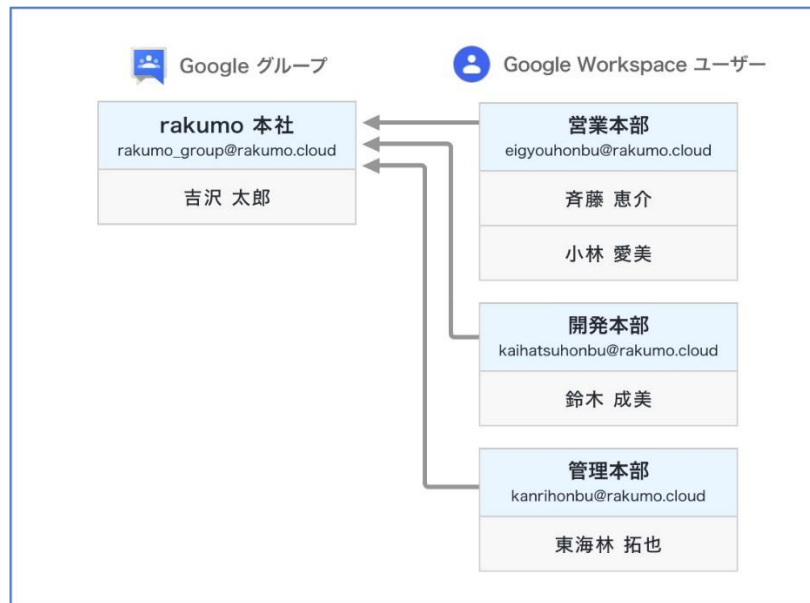 Google グループ
rakumo 本社
rakumo_group@rakumo.cloud
吉沢 太郎
Google Workspace ユーザー
営業本部
eigyouhonbu@rakumo.cloud
斉藤 恵介
小林 愛美
開発本部
kaihatsuhonbu@rakumo.cloud
鈴木 成美
管理本部
kanrihonbu@rakumo.cloud
東海林 拓也